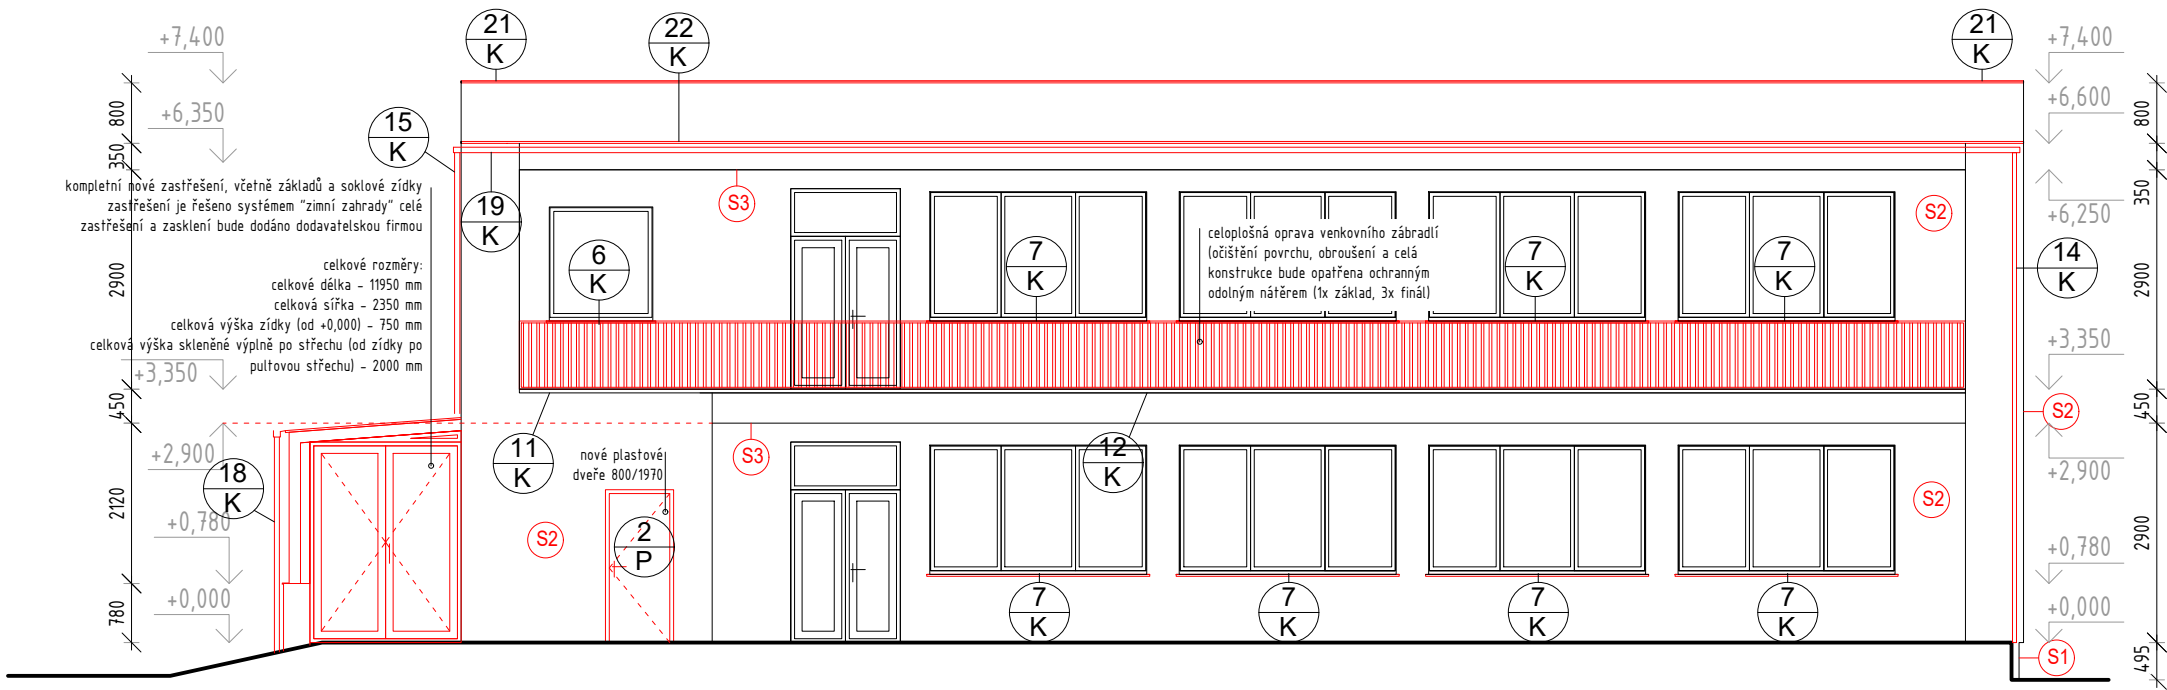 21
K
22
K
21
K
+7,400
+7,400
800
+6,350
15
K
+6,600
800
350
kompletní nové zastřešení, včetně základů a soklové zídky
zastřešení je řešeno systémem "zimní zahrady" celé
zastřešení a zasklení bude dodáno dodavatelskou firmou
19
K
S3
S2
350
+6,250
celkové rozměry:
celkové délka - 11950 mm
celková sířka - 2350 mm
celková výška zídky (od +0,000) - 750 mm
celková výška skleněné výplně po střechu (od zídky po
pultovou střechu) - 2000 mm
2900
6
K
7
K
celoplošná oprava venkovního zábradlí
(očištění povrchu, obroušení a celá
konstrukce bude opatřena ochranným
odolným nátěrem (1x základ, 3x finál)
7
K
7
K
14
K
2900
+3,350
+3,350
450
S2
450
+2,900
18
K
11
K
nové plastové
dveře 800/1970
S3
12
K
+2,900
2120
+0,780
S2
2
P
S2
2900
+0,780
780
+0,000
7
K
7
K
7
K
7
K
+0,000
S1
495